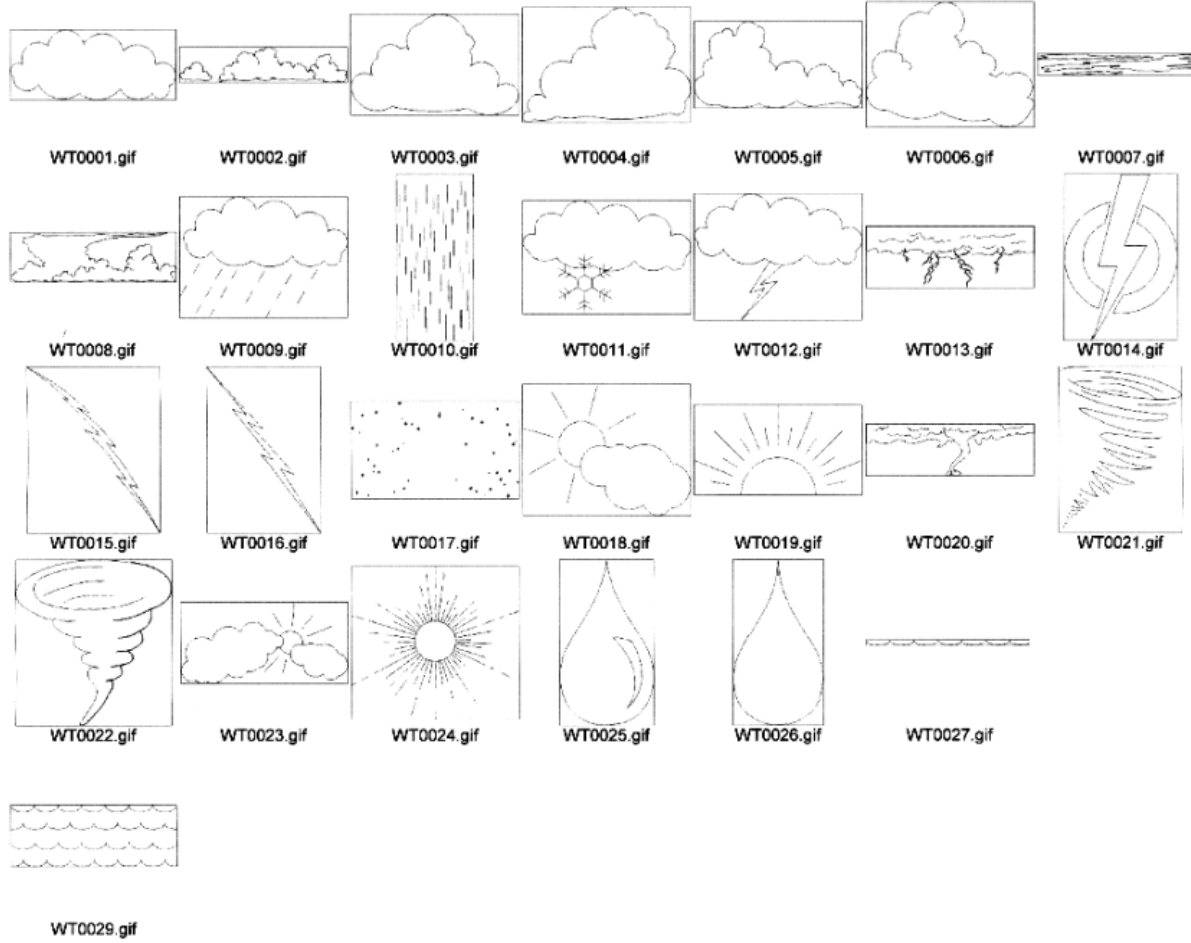 WT0001.gif WT0002.gif WT0003.gif WT0004.gif WT0005.gif WT0006.gif WT0007.gif
WT0008.gif WT0009.gif WT0010.gif WT0011.gif WT0012.gif WT0013.gif WT0014.gif
WT0015.gif WT0016.gif WT0017.gif WT0018.gif WT0019.gif WT0020.gif WT0021.gif
WT0022.gif WT0023.gif WT0024.gif WT0025.gif WT0026.gif WT0027.gif
WT0029.gif